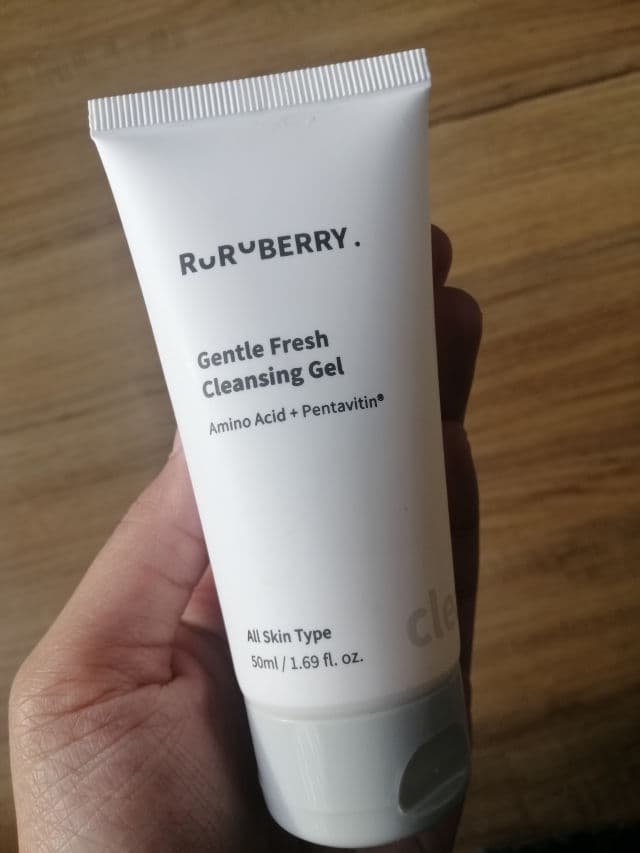 RURUBERRY.
Gentle Fresh
Cleansing Gel
Amino Acid + Pentavitin®
All Skin Type
50ml / 1.69 fl. oz.